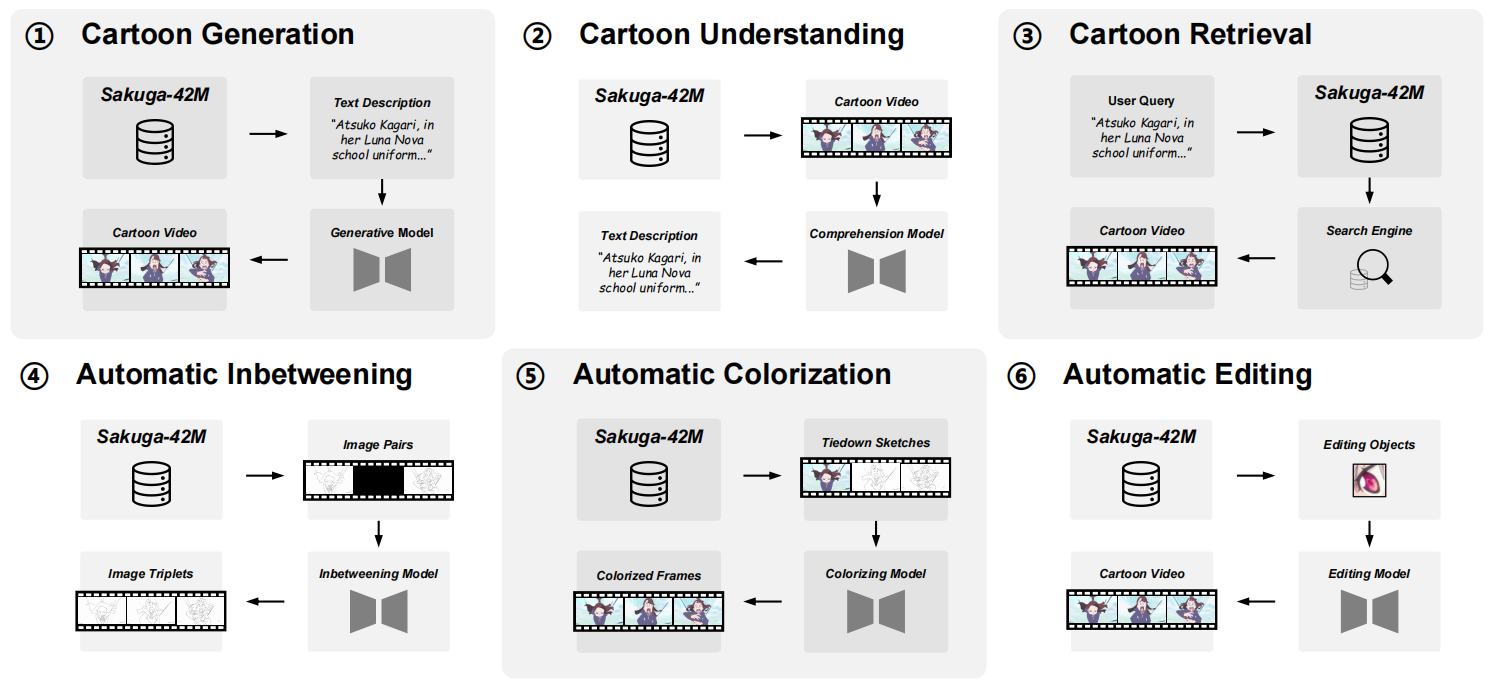 ① Cartoon Generation
Sakuga-42M
Text Description
"Atsuko Kagari, in
her Luna Nova
school uniform..."
Cartoon Video
Generative Model
② Cartoon Understanding
Sakuga-42M
Cartoon Video
Text Description
"Atsuko Kagari, in
her Luna Nova
school uniform..."
Comprehension Model
③ Cartoon Retrieval
User Query
"Atsuko Kagari, in
her Luna Nova
school uniform..."
Sakuga-42M
Cartoon Video
Search Engine
④ Automatic Inbetweening
Sakuga-42M
Image Pairs
Image Triplets
Inbetweening Model
⑤ Automatic Colorization
Sakuga-42M
Tiedown Sketches
Colorized Frames
Colorizing Model
⑥ Automatic Editing
Sakuga-42M
Editing Objects
Cartoon Video
Editing Model